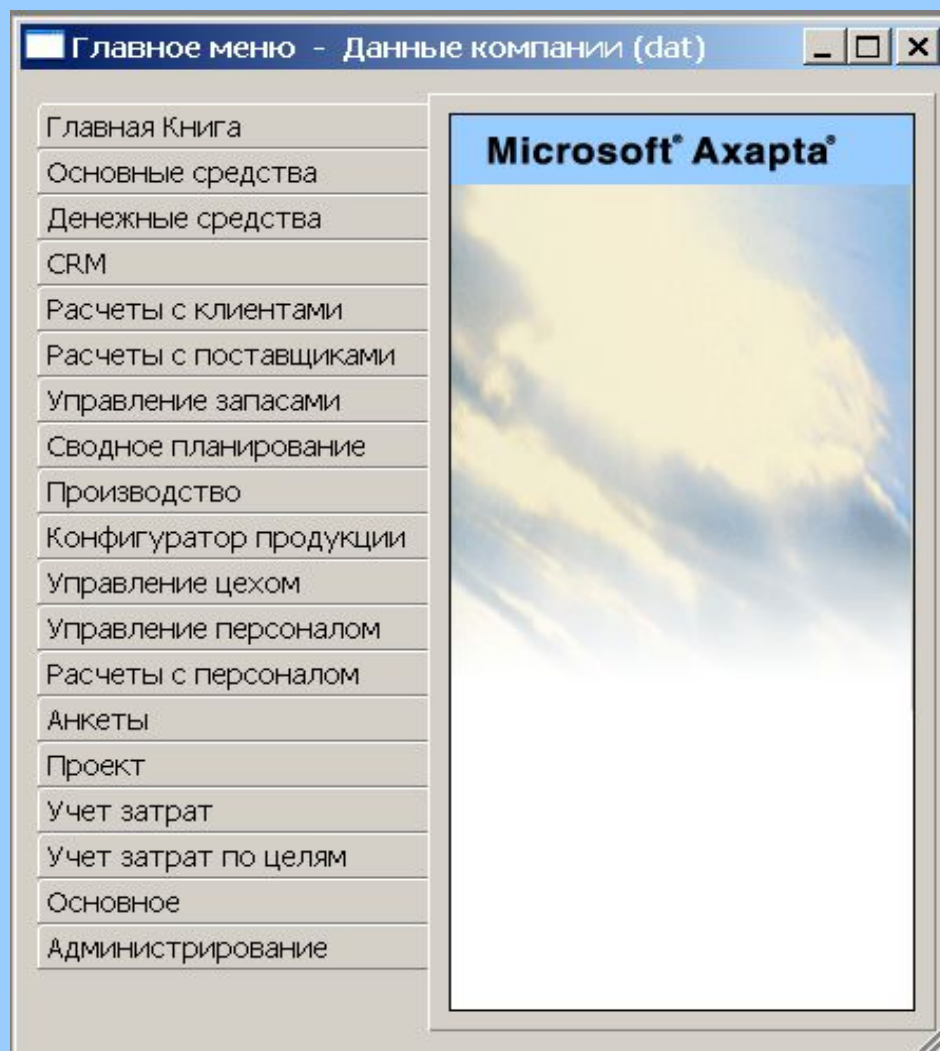 Главное меню - Данные компании (dat)
Главная Книга
Основные средства
Денежные средства
CRM
Расчеты с клиентами
Расчеты с поставщиками
Управление запасами
Сводное планирование
Производство
Конфигуратор продукции
Управление цехом
Управление персоналом
Расчеты с персоналом
Анкеты
Проект
Учет затрат
Учет затрат по целям
Основное
Администрирование
Microsoft® Axapta®